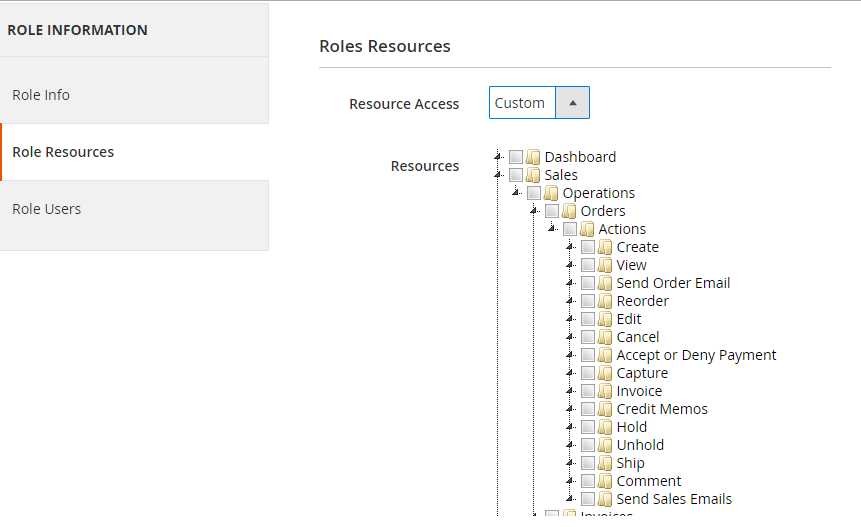 ROLE INFORMATION
Role Info
Role Resources
Role Users
Roles Resources
Resource Access Custom
Resources
Dashboard
Sales
Operations
Orders
Actions
Create
View
Send Order Email
Reorder
Edit
Cancel
Accept or Deny Payment
Capture
Invoice
Credit Memos
Hold
Unhold
Ship
Comment
Send Sales Emails
Invoices